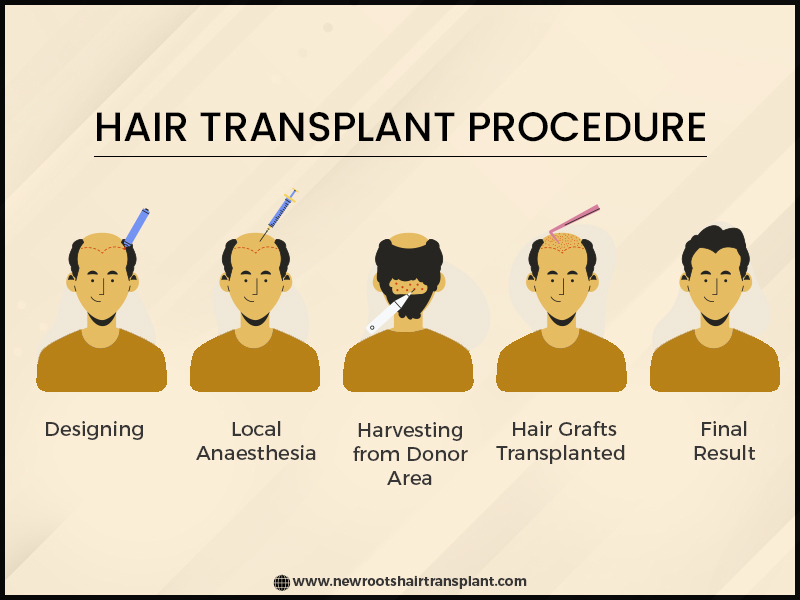 HAIR TRANSPLANT PROCEDURE
Designing
Local
Anaesthesia
Harvesting
from Donor
Area
Hair Grafts
Transplanted
Final
Result
www.newrootshairtransplant.com